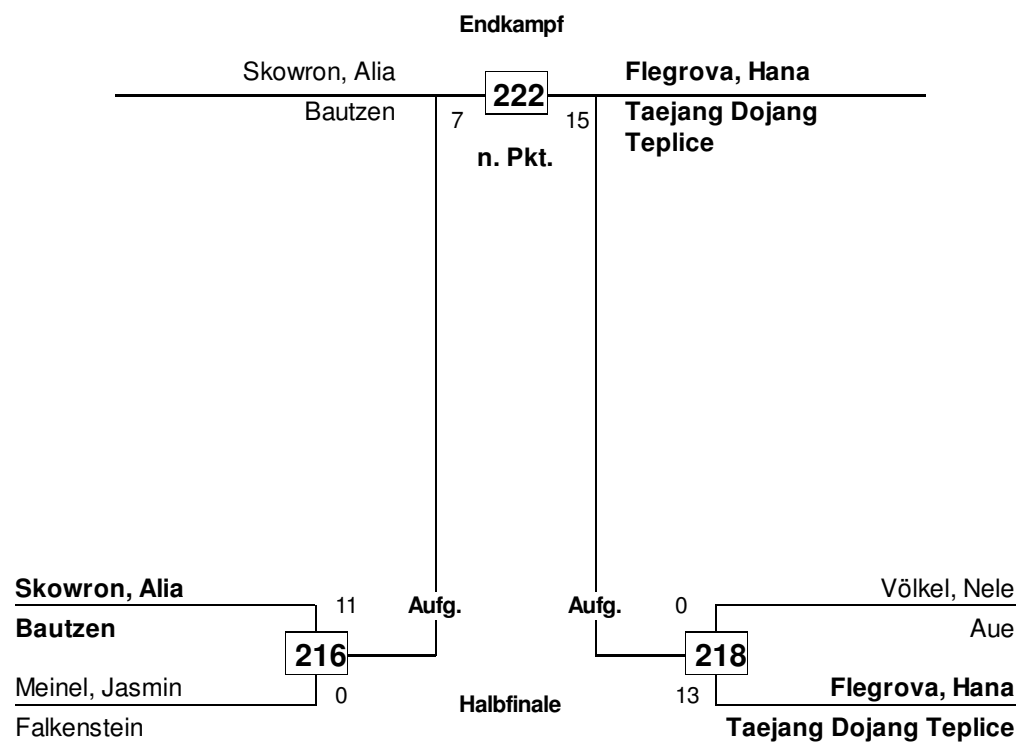 Endkampf
Skowron, Alia
Bautzen
7
222
15
n. Pkt.
Flegrova, Hana
Taejang Dojang
Teplice
Skowron, Alia
Bautzen
11
Aufg.
216
Meinel, Jasmin
Falkenstein
0
Halbfinale
Aufg.
0
Völkel, Nele
Aue
218
13
Flegrova, Hana
Taejang Dojang Teplice